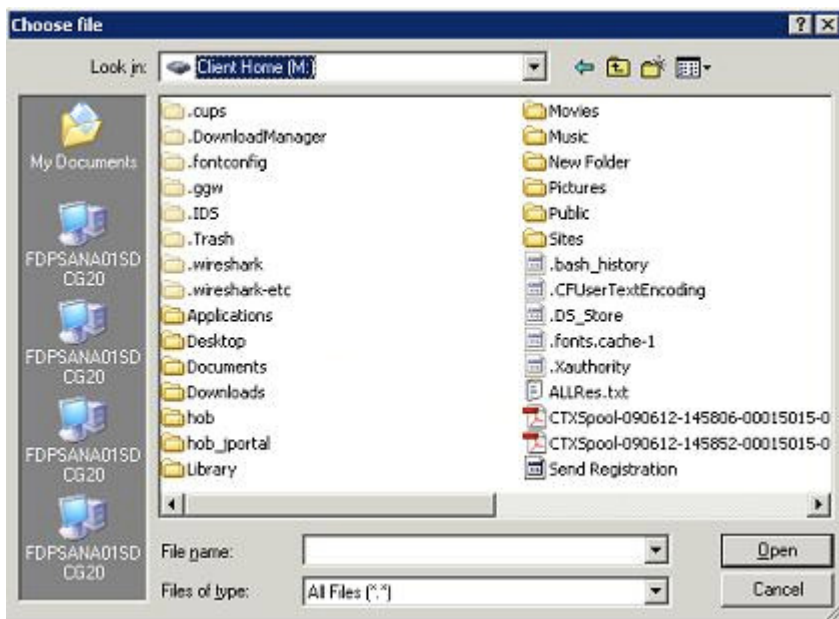 Choose file
Look in: Client Home (M:)
My Documents
FDPSANA01SD
CG20
FDPSANA01SD
CG20
FDPSANA01SD
CG20
FDPSANA01SD
CG20
.cups
.DownloadManager
.fontconfig
.ggw
.IDS
.Trash
.wireshark
.wireshark-etc
Applications
Desktop
Documents
Downloads
hob
hob_jportal
Library
Movies
Music
New Folder
Pictures
Public
Sites
.bash_history
.CFUserTextEncoding
.DS_Store
.fonts.cache-1
.Xauthority
ALLRes.txt
CTXSpool-090612-145806-00015015-0
CTXSpool-090612-145852-00015015-0
Send Registration
File name:
Open
Files of type: All Files (*.*)
Cancel